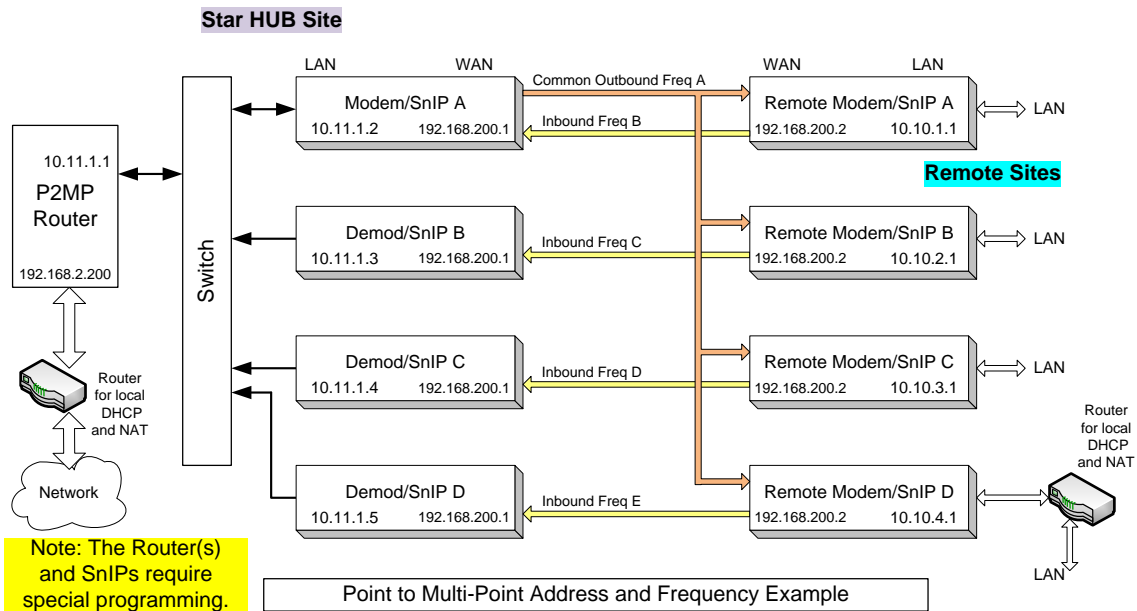 Star HUB Site
LAN
WAN
Common Outbound Freq A
WAN
LAN
Modem/SnIP A
10.11.1.2
192.168.200.1
Inbound Freq B
Remote Modem/SnIP A
192.168.200.2
10.10.1.1
LAN
10.11.1.1
P2MP
Router
192.168.2.200
Switch
Remote Sites
Demod/SnIP B
10.11.1.3
192.168.200.1
Inbound Freq C
Remote Modem/SnIP B
192.168.200.2
10.10.2.1
LAN
Demod/SnIP C
10.11.1.4
192.168.200.1
Inbound Freq D
Remote Modem/SnIP C
192.168.200.2
10.10.3.1
LAN
Router
for local
DHCP
and NAT
Network
Demod/SnIP D
10.11.1.5
192.168.200.1
Inbound Freq E
Remote Modem/SnIP D
192.168.200.2
10.10.4.1
Router
for local
DHCP
and NAT
LAN
Note: The Router(s)
and SnIPs require
special programming.
Point to Multi-Point Address and Frequency Example